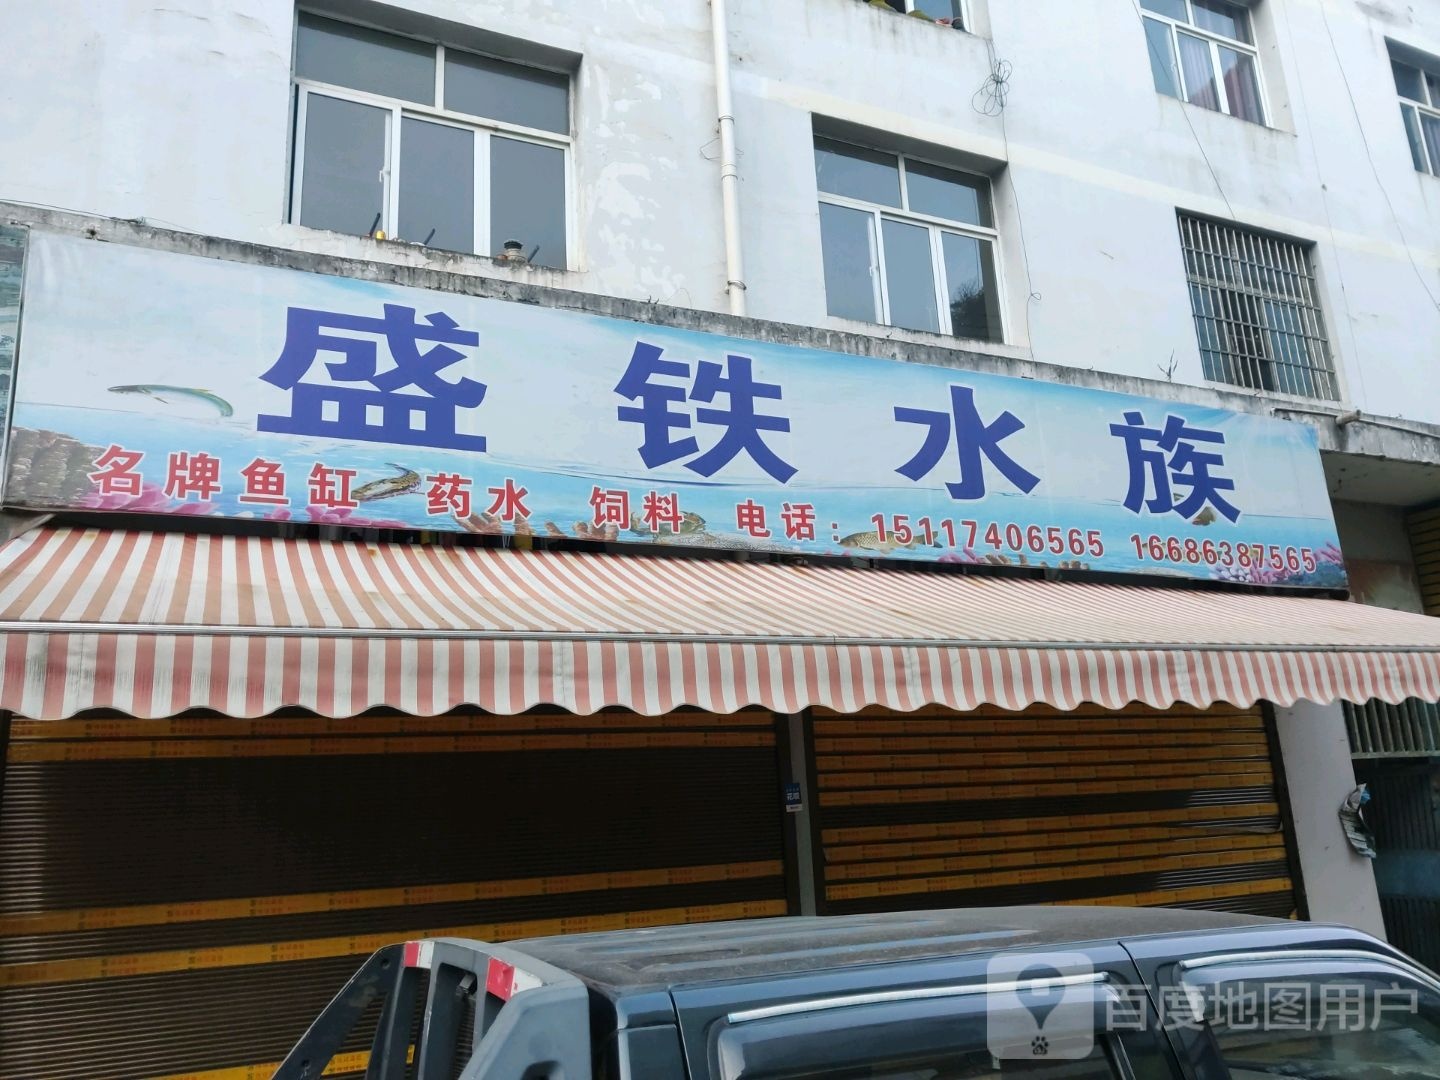 盛铁水族
名牌鱼缸 药水 饲料 电话：15117406565 16686387565
百度地图用户